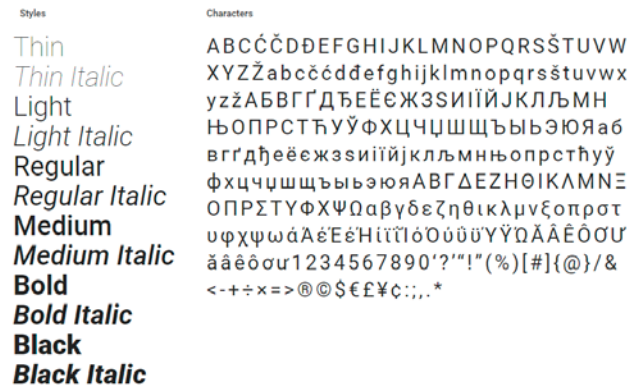 Styles
Thin
Thin Italic
Light
Light Italic
Regular
Regular Italic
Medium
Medium Italic
Bold
Bold Italic
Black
Black Italic
Characters
ABCĆČDĐEFGHIJKLMNOPQRSŠTUVW
XYZŽabcčćdđefghijklmnopqrsštuvwx
yzžАБВГҐДЂЕЁЄЖЗЅИІЇЙЈКЛЉМН
ЊОПРСТЋУЎФХЦЧЏШЩЪЫЬЭЮЯаб
вгґдђеёєжзѕиіїйјклљмнњопрстћуў
фхцчџшщъыьэюяΑΒΓΔΕΖΗΘΙΚΛΜΝΞ
ΟΠΡΣΤΥΦΧΨΩαβγδεζηθικλμνξοπρστ
υφχψωάΆέΈέΉίϊΐΊόΌύΰϋΎΫΏĂÂÊÔƠƯ
ăâêôơư1234567890‘?’“!”(%)[#]{@}/&
<-+÷×=>®©$€£¥¢:;,.*